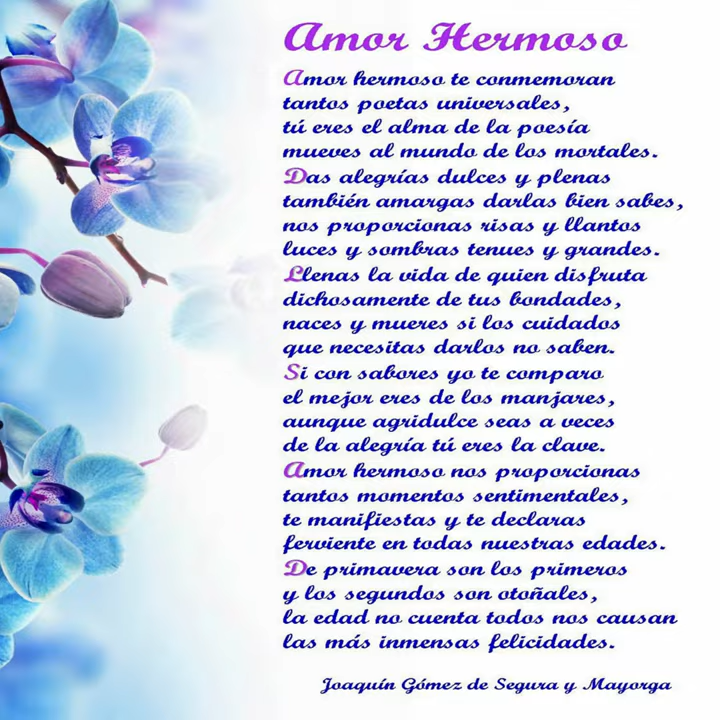 Amor Hermoso
Amor hermoso te conmemoran
tantos poetas universales,
tú eres el alma de la poesía
mueves al mundo de los mortales.
Das alegrías dulces y plenas
también amargas darlas bien sabes,
nos proporcionas risas y llantos
luces y sombras tenues y grandes.
Llenas la vida de quien disfruta
dichosamente de tus bondades,
naces y mueres si los cuidados
que necesitas darlos no saben.
Si con sabores yo te comparo
el mejor eres de los manjares,
aunque agridulce seas a veces
de la alegría tú eres la clave.
Amor hermoso nos proporcionas
tantos momentos sentimentales,
te manifiestas y te declaras
ferviente en todas nuestras edades.
De primavera son los primeros
y los segundos son otoñales,
la edad no cuenta todos nos causan
las más inmensas felicidades.
Joaquín Gómez de Segura y Mayorga